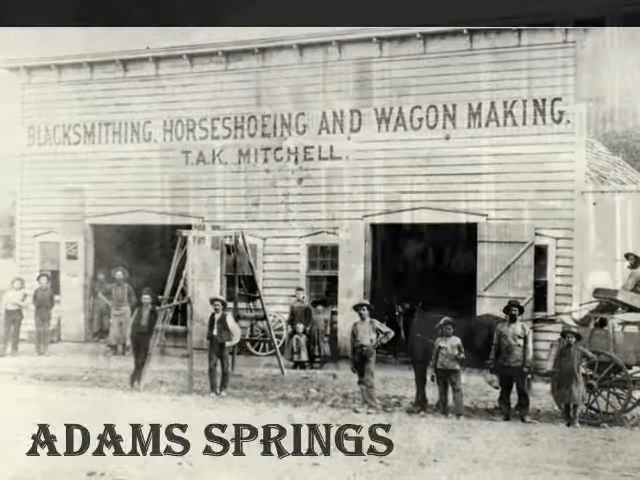 BLACKSMITHING, HORSESHOEING AND WAGON MAKING.
T.A.K. MITCHELL.
ADAMS SPRINGS